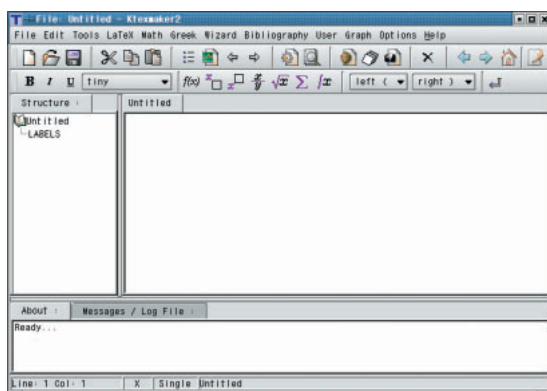 File: Untitled - Ktexmaker2
File Edit Tools LaTeX Math Greek Wizard Bibliography User Graph Options Help
B I U tiny f(x) x x x/y √x Σ ∫x left ( right )
Structure Untitled
Untitled
LABELS
About Messages / Log File
Ready...
Line: 1 Col: 1 X Single Untitled